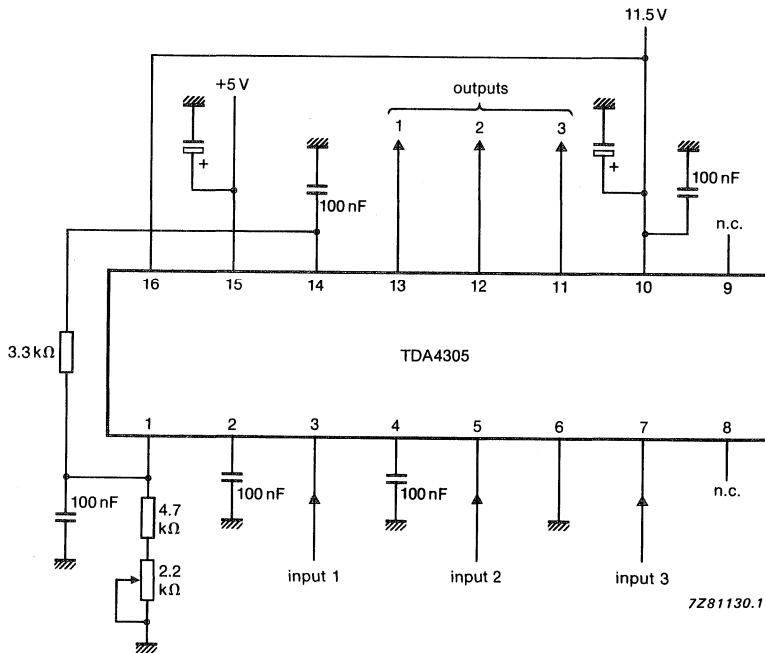 11.5 V
+5 V
outputs
1 2 3
+
+
100 nF
100 nF
n.c.
16 15 14 13 12 11 10 9
3.3 kΩ
TDA4305
1 2 3 4 5 6 7 8
100 nF
4.7
kΩ
100 nF
100 nF
n.c.
2.2
kΩ
input 1 input 2 input 3
7Z81130.1